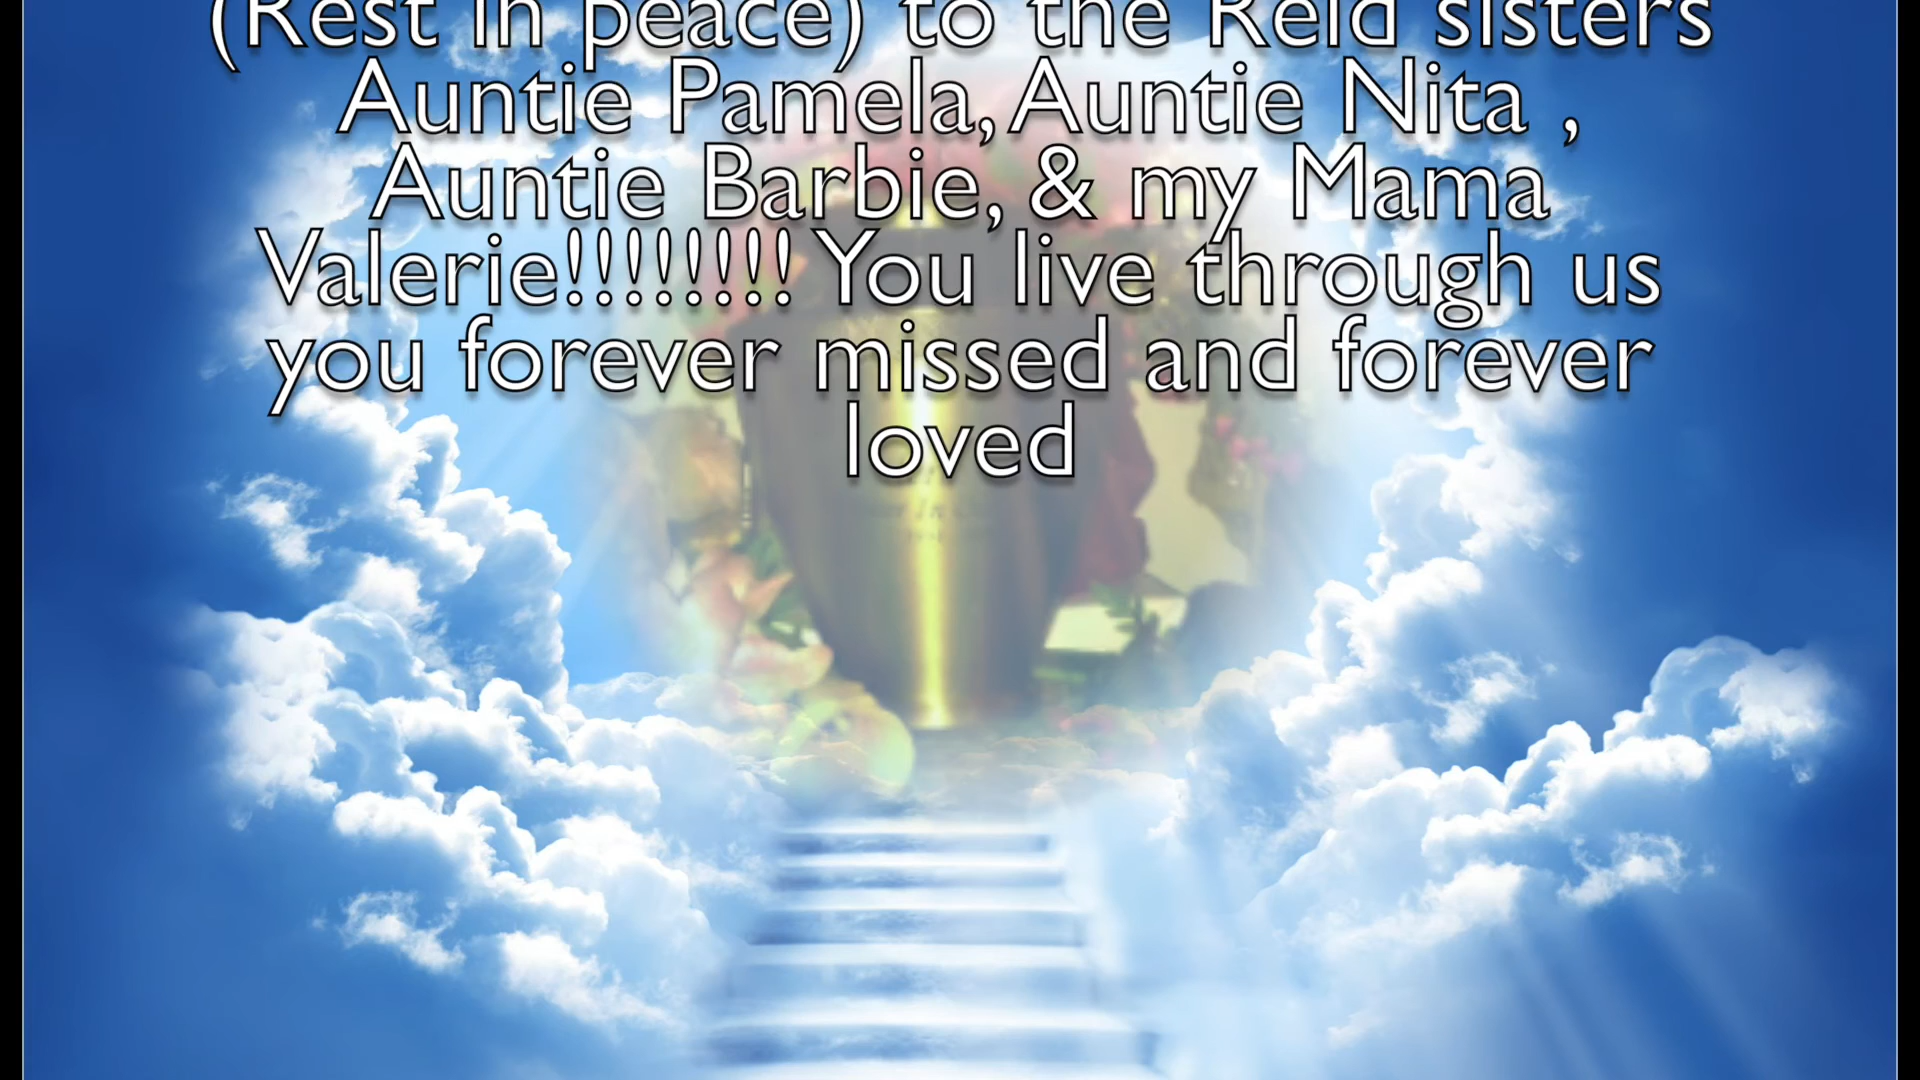 (Rest in peace) to the Reid sisters
Auntie Pamela, Auntie Nita ,
Auntie Barbie, & my Mama
Valerie!!!!!!!! You live through us
you forever missed and forever
loved